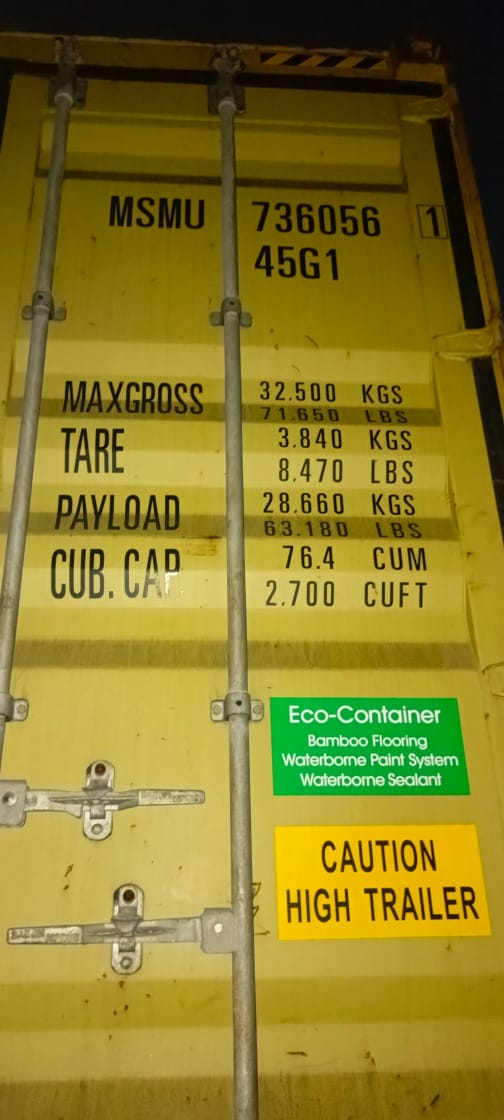 MSMU 736056 1
45G1
MAXGROSS 32.500 KGS
71.650 LBS
TARE 3.840 KGS
8.470 LBS
PAYLOAD 28.660 KGS
63.180 LBS
CUB. CAP. 76.4 CUM
2.700 CUFT
Eco-Container
Bamboo Flooring
Waterborne Paint System
Waterborne Sealant
CAUTION
HIGH TRAILER